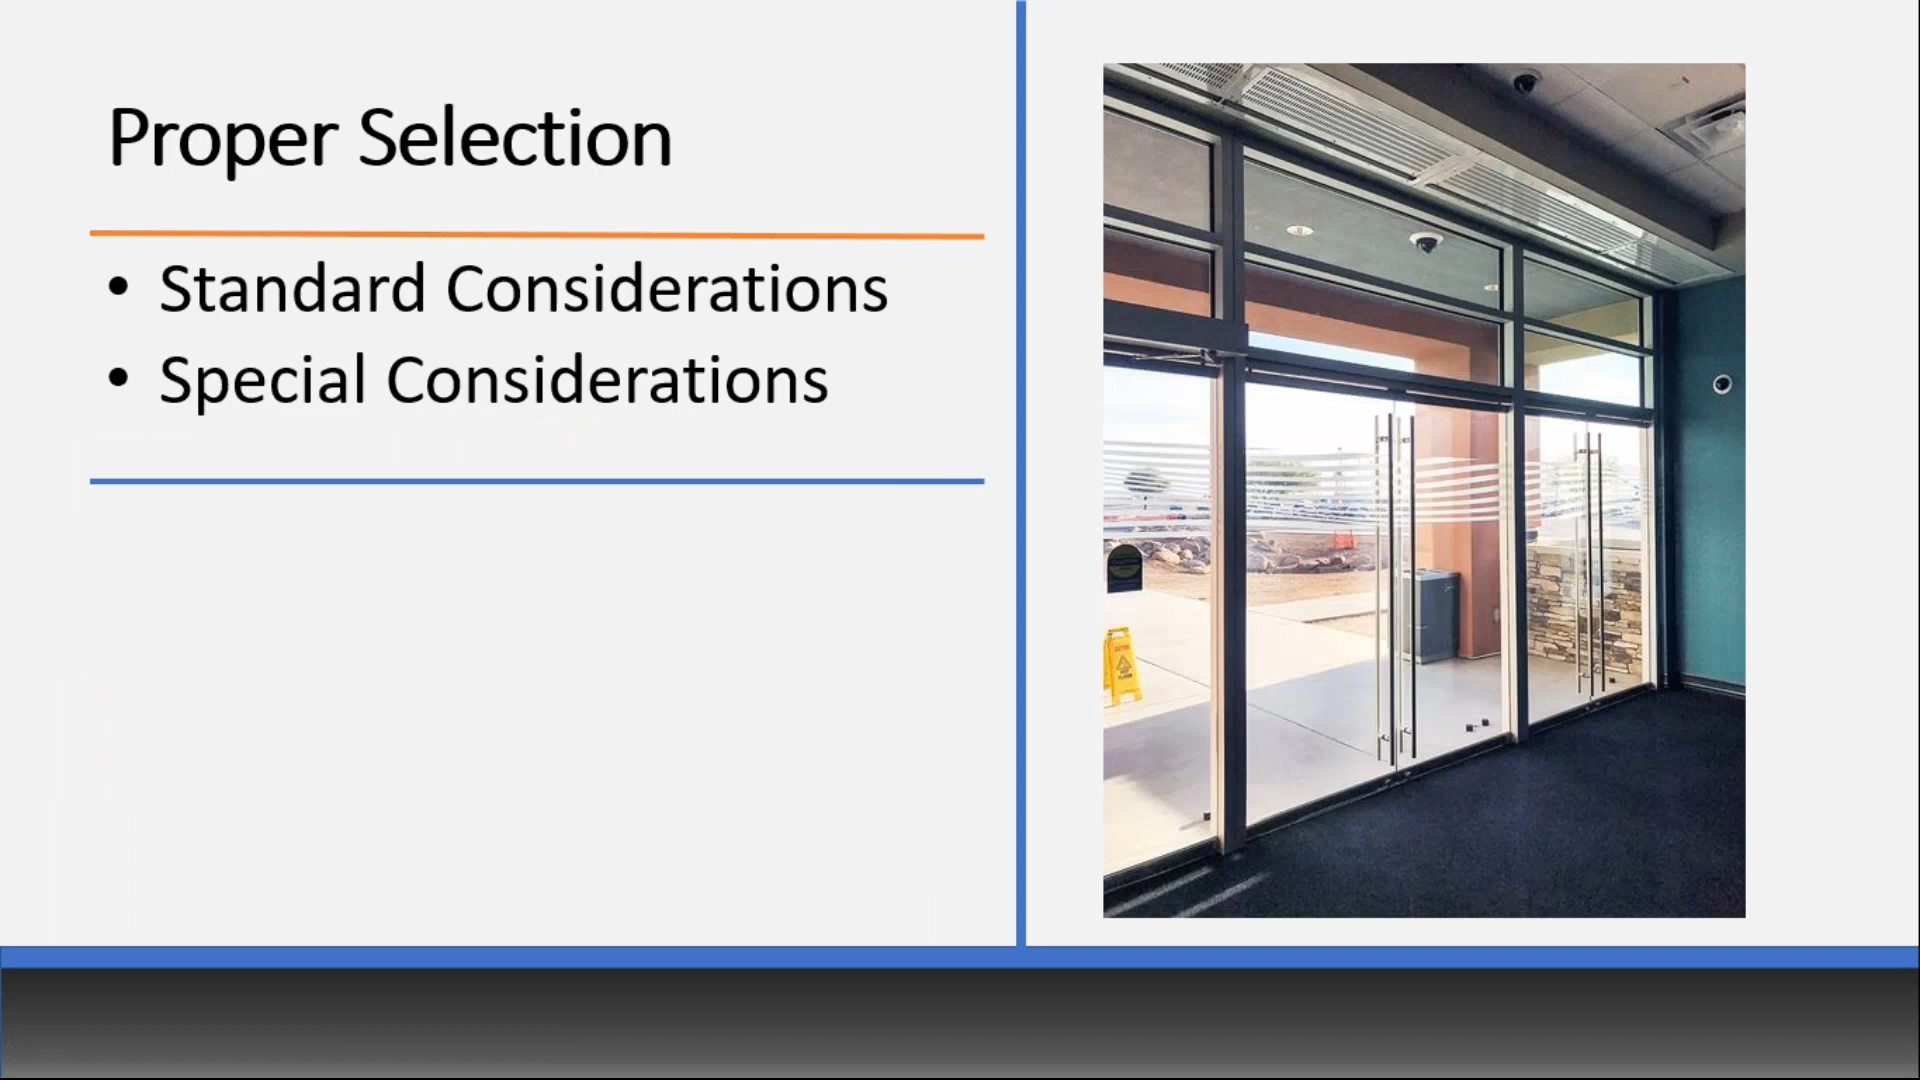 Proper Selection
• Standard Considerations
• Special Considerations